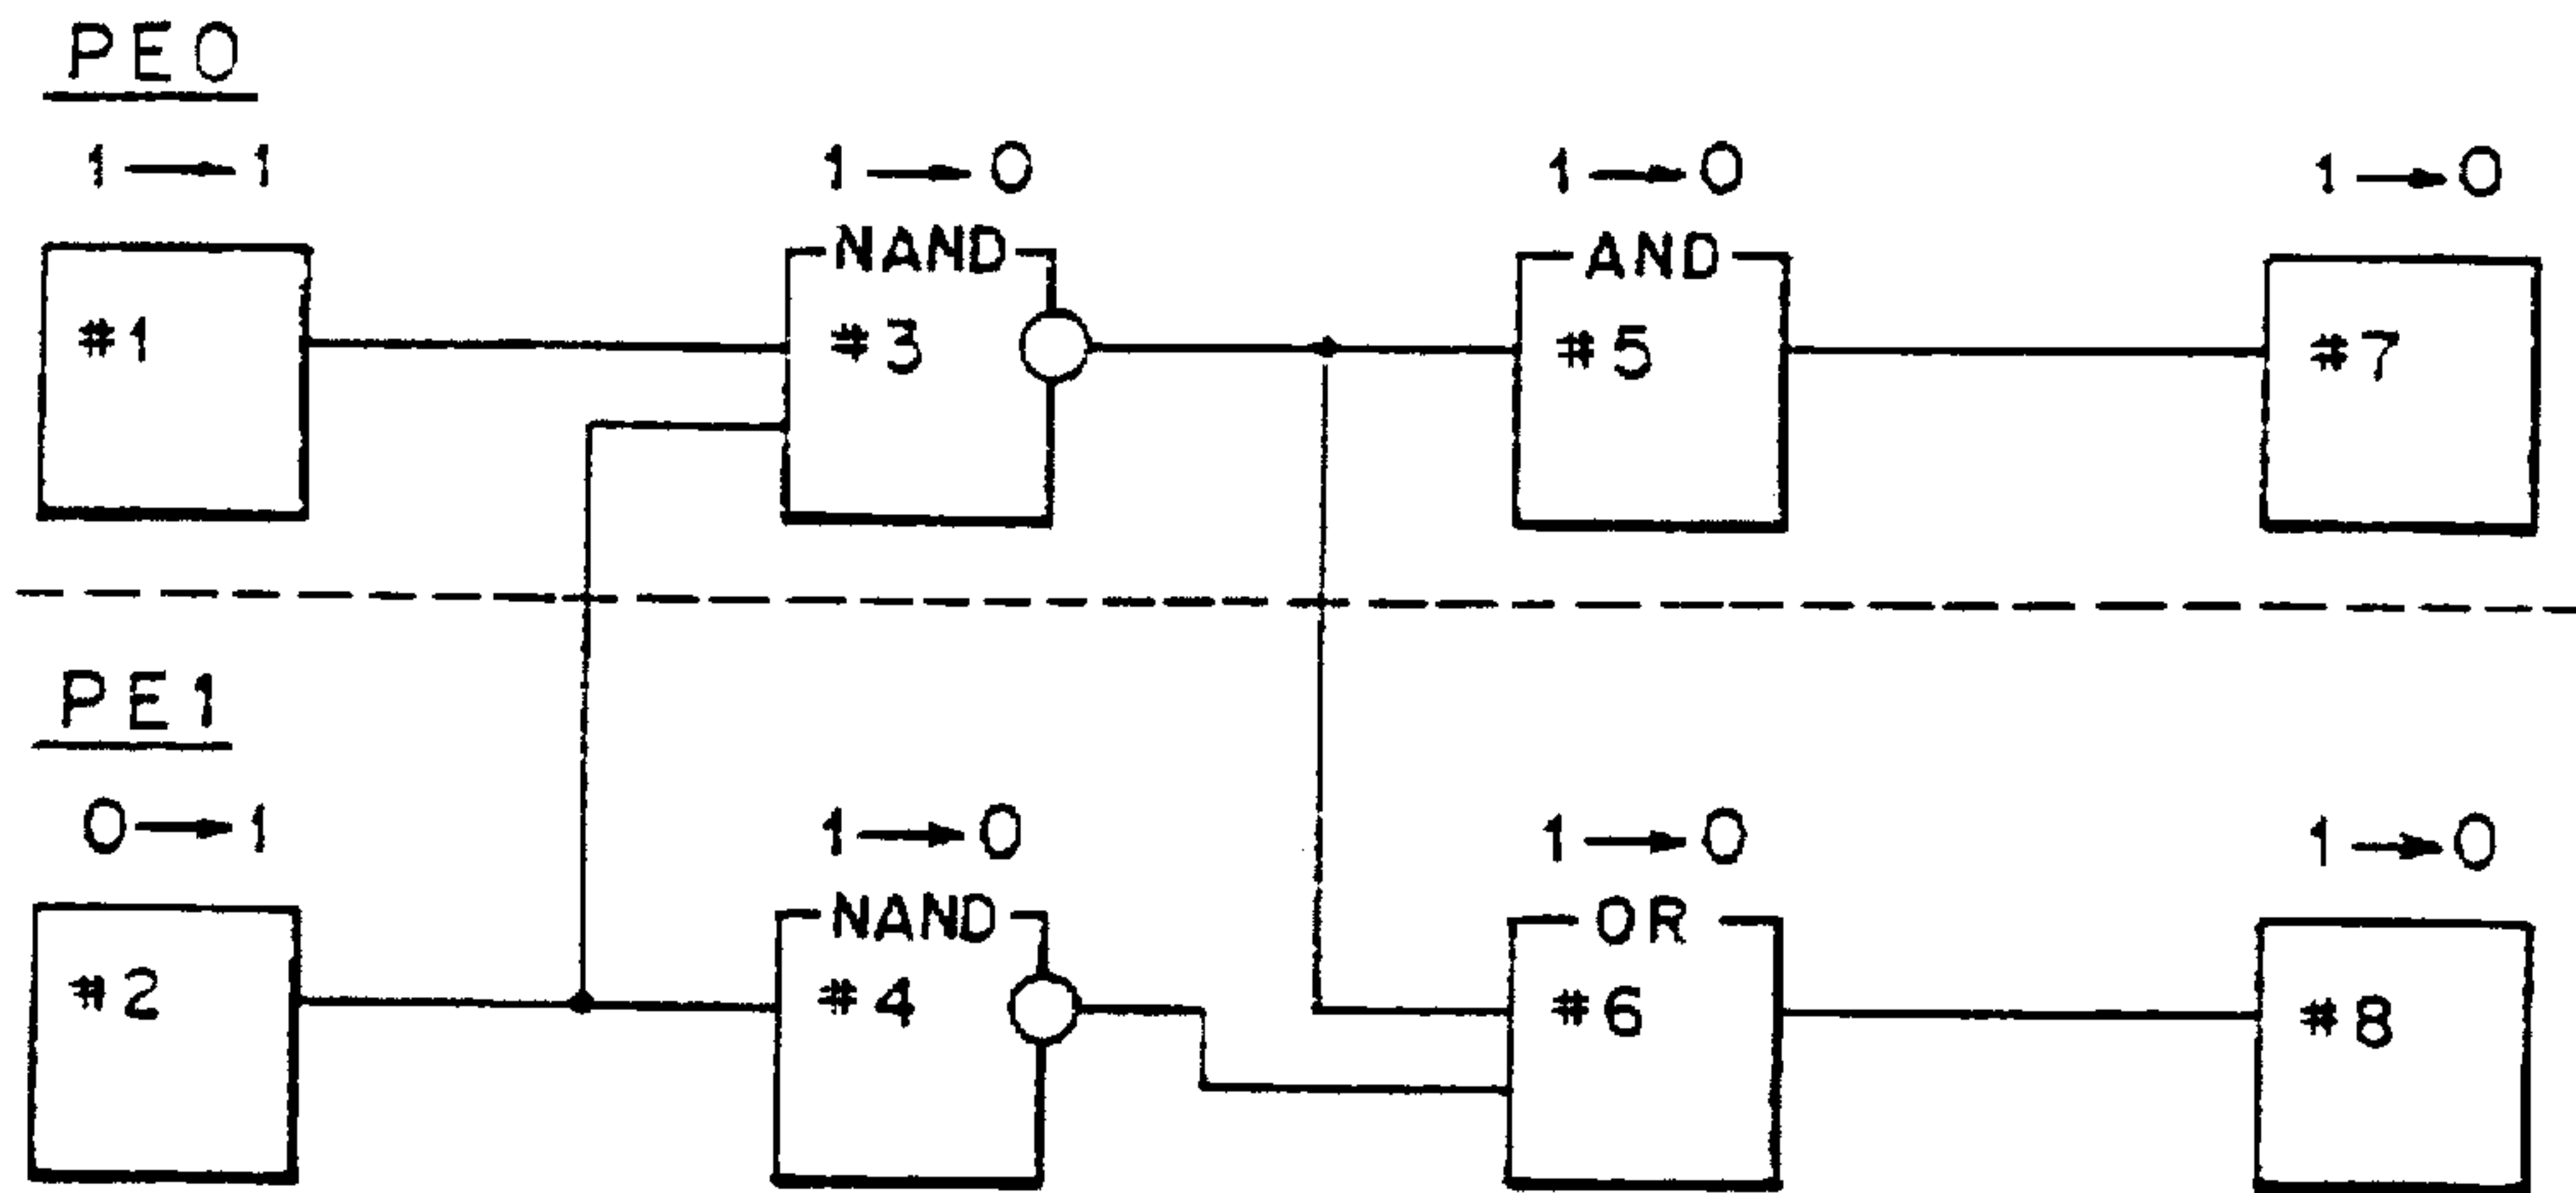 PE0
1→1 1→0 1→0 1→0
NAND AND
#1 #3 #5 #7
PE1
0→1 1→0 1→0 1→0
NAND OR
#2 #4 #6 #8